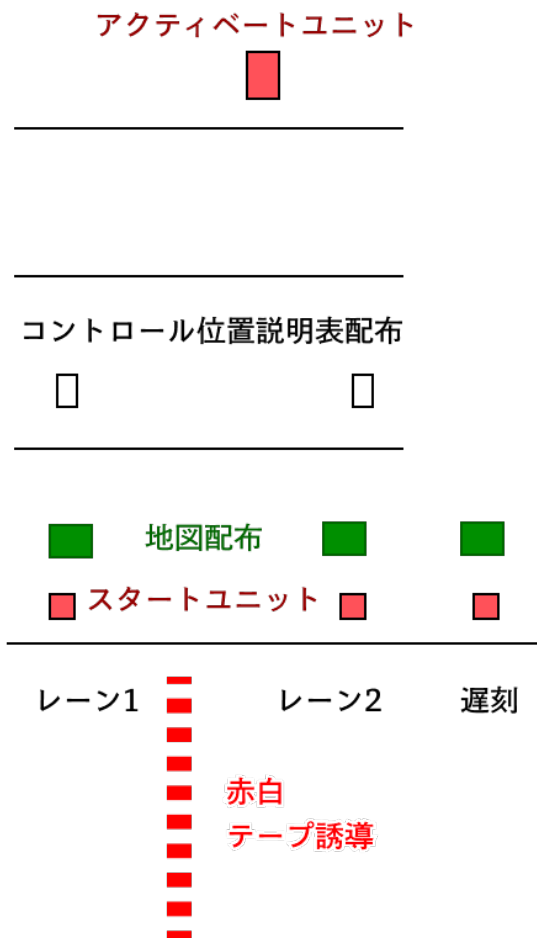 アクティベートユニット
コントロール位置説明表配布
地図配布
スタートユニット
レーン1
レーン2
遅刻
赤白
テープ誘導